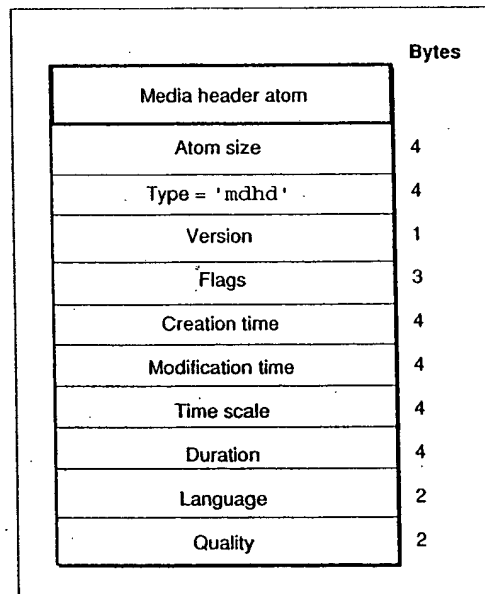 Bytes
Media header atom
Atom size 4
Type = 'mdhd' 4
Version 1
Flags 3
Creation time 4
Modification time 4
Time scale 4
Duration 4
Language 2
Quality 2